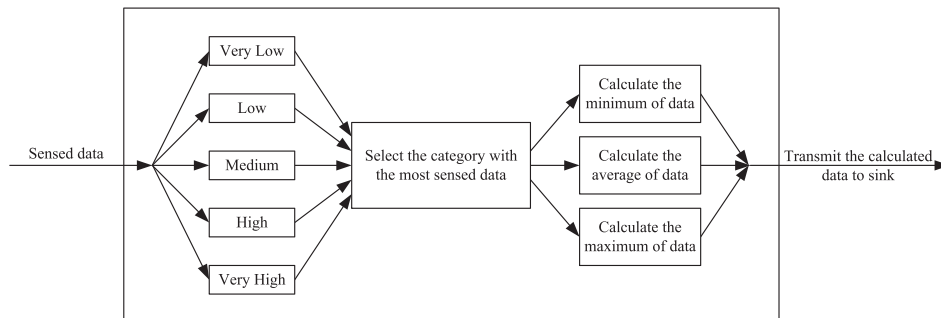 Sensed data
Very Low
Low
Medium
High
Very High
Select the category with
the most sensed data
Calculate the
minimum of data
Calculate the
average of data
Calculate the
maximum of data
Transmit the calculated
data to sink